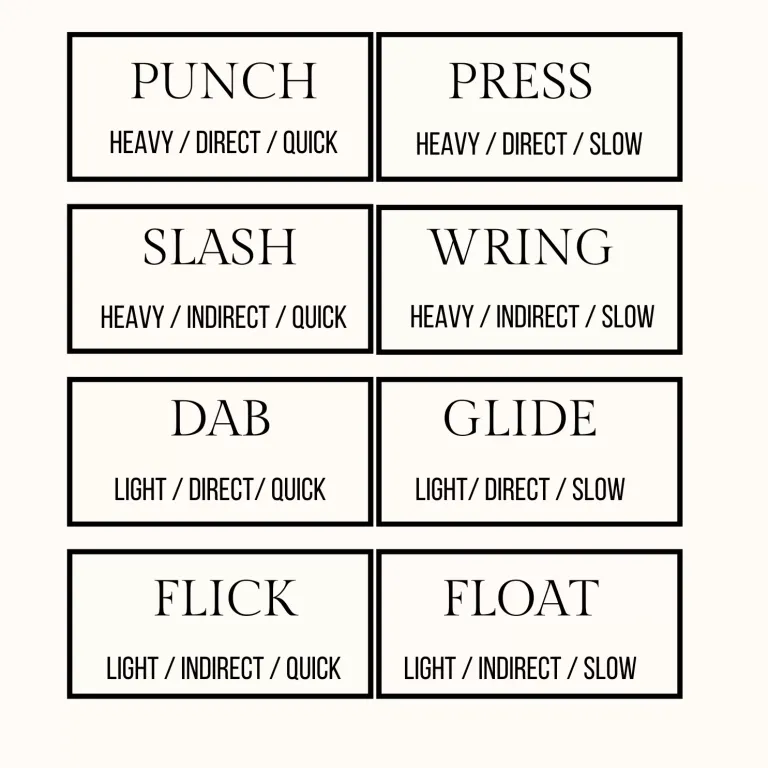 PUNCH
HEAVY / DIRECT / QUICK
PRESS
HEAVY / DIRECT / SLOW
SLASH
HEAVY / INDIRECT / QUICK
WRING
HEAVY / INDIRECT / SLOW
DAB
LIGHT / DIRECT/ QUICK
GLIDE
LIGHT/ DIRECT / SLOW
FLICK
LIGHT / INDIRECT / QUICK
FLOAT
LIGHT / INDIRECT / SLOW